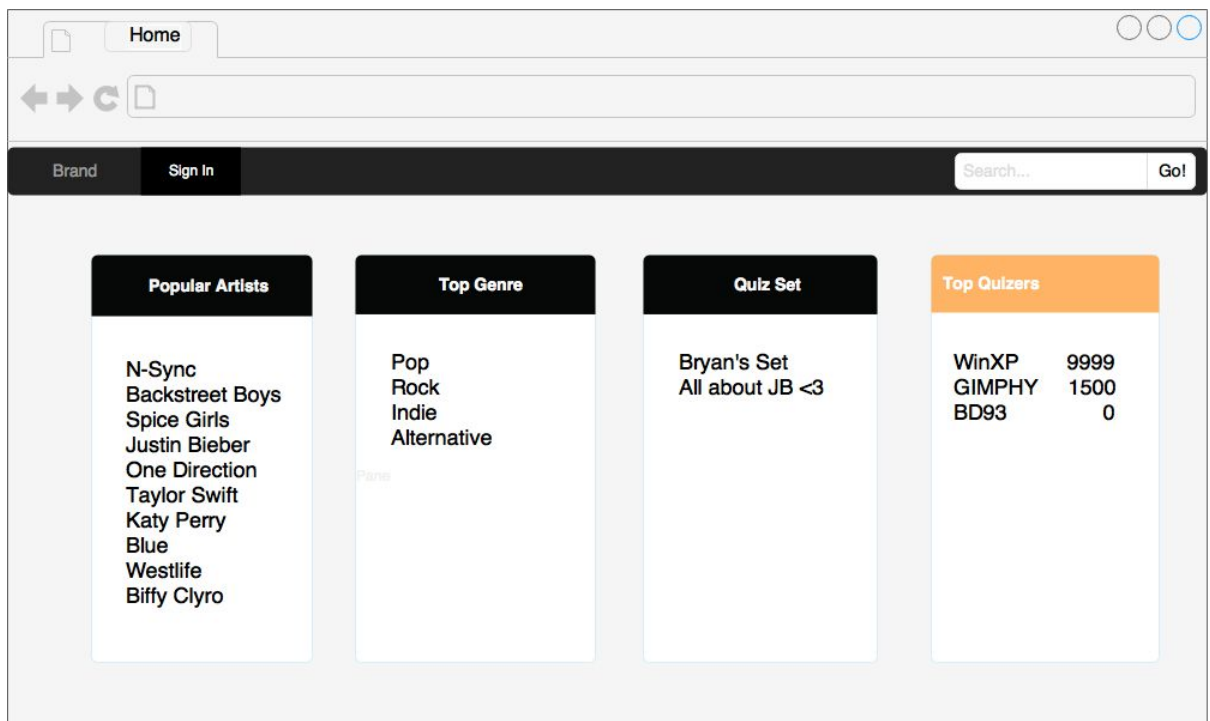 Home
Brand Sign In Search... Go!
Popular Artists
N-Sync
Backstreet Boys
Spice Girls
Justin Bieber
One Direction
Taylor Swift
Katy Perry
Blue
Westlife
Biffy Clyro
Top Genre
Pop
Rock
Indie
Alternative
Panel
Quiz Set
Bryan's Set
All about JB <3
Top Quizers
WinXP 9999
GIMPHY 1500
BD93 0